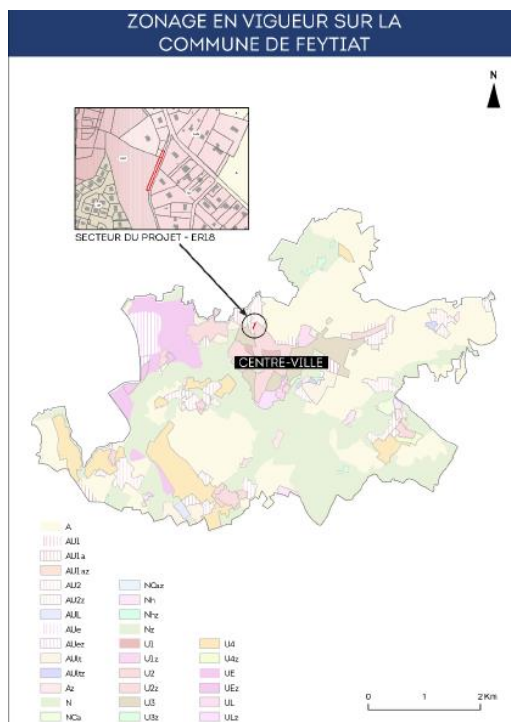 ZONAGE EN VIGUEUR SUR LA
COMMUNE DE FEYTIAT
N
SECTEUR DU PROJET - ER18
CENTRE-VILLE
A
AU1
AU1a
AU1az
AU2
AU2z
AUL
AUe
AUez
AUlt
AUltz
Az
N
NCa
NCaz
Nh
Nhz
Nz
U1
U1z
U2
U2z
U3
U3z
U4
U4z
UE
UEz
UL
ULz
0 1 2 Km